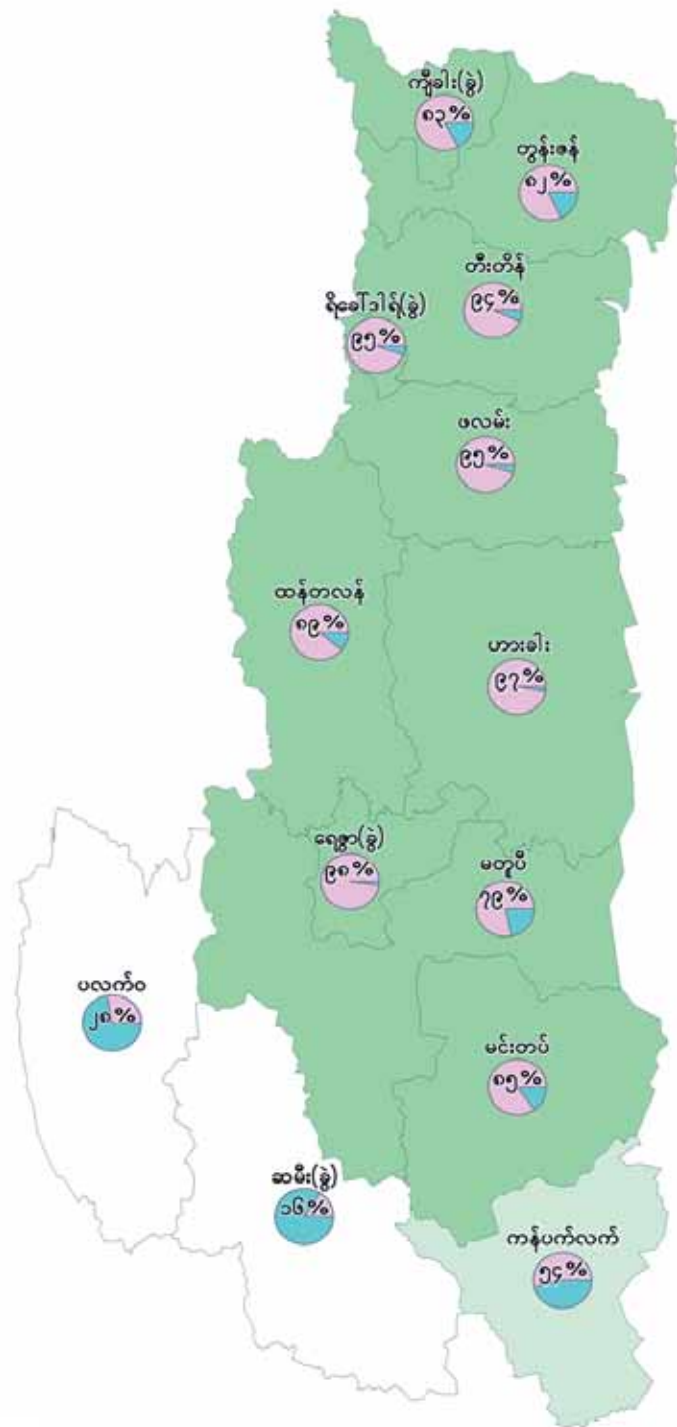 ကျီခါး(ခွဲ)
၈၃%
တွန်းဇန်
၈၂%
တီးတိန်
၉၄%
ရိခေါ်ဒါရ်(ခွဲ)
၉၅%
ဖလမ်း
၉၅%
ထန်တလန်
၈၉%
ဟားခါး
၉၇%
ရေဇွာ(ခွဲ)
၉၈%
မတူပီ
၇၉%
ပလက်ဝ
၂၈%
မင်းတပ်
၈၅%
ဆမီး(ခွဲ)
၁၆%
ကန်ပက်လက်
၅၄%